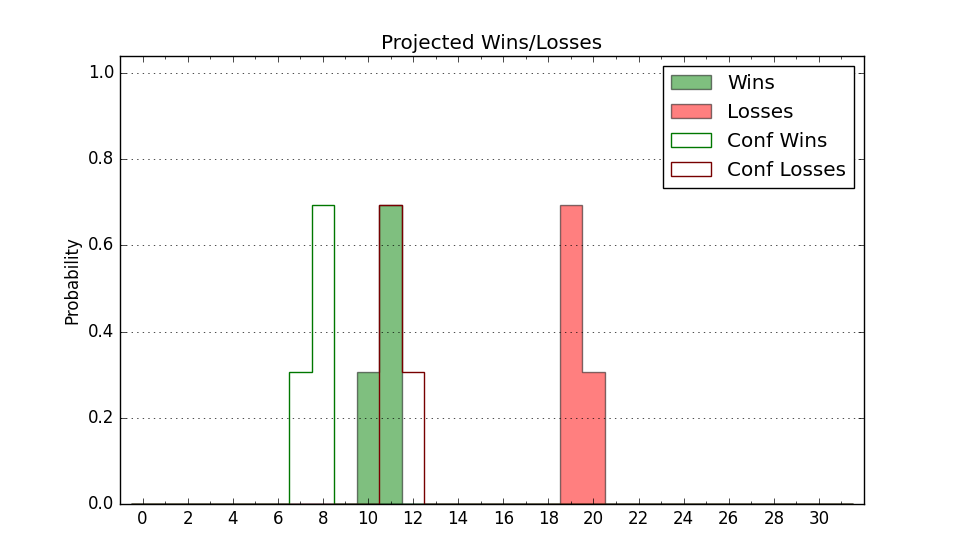 Projected Wins/Losses
Wins
Losses
Conf Wins
Conf Losses
Probability
1.0
0.8
0.6
0.4
0.2
0.0
0 2 4 6 8 10 12 14 16 18 20 22 24 26 28 30